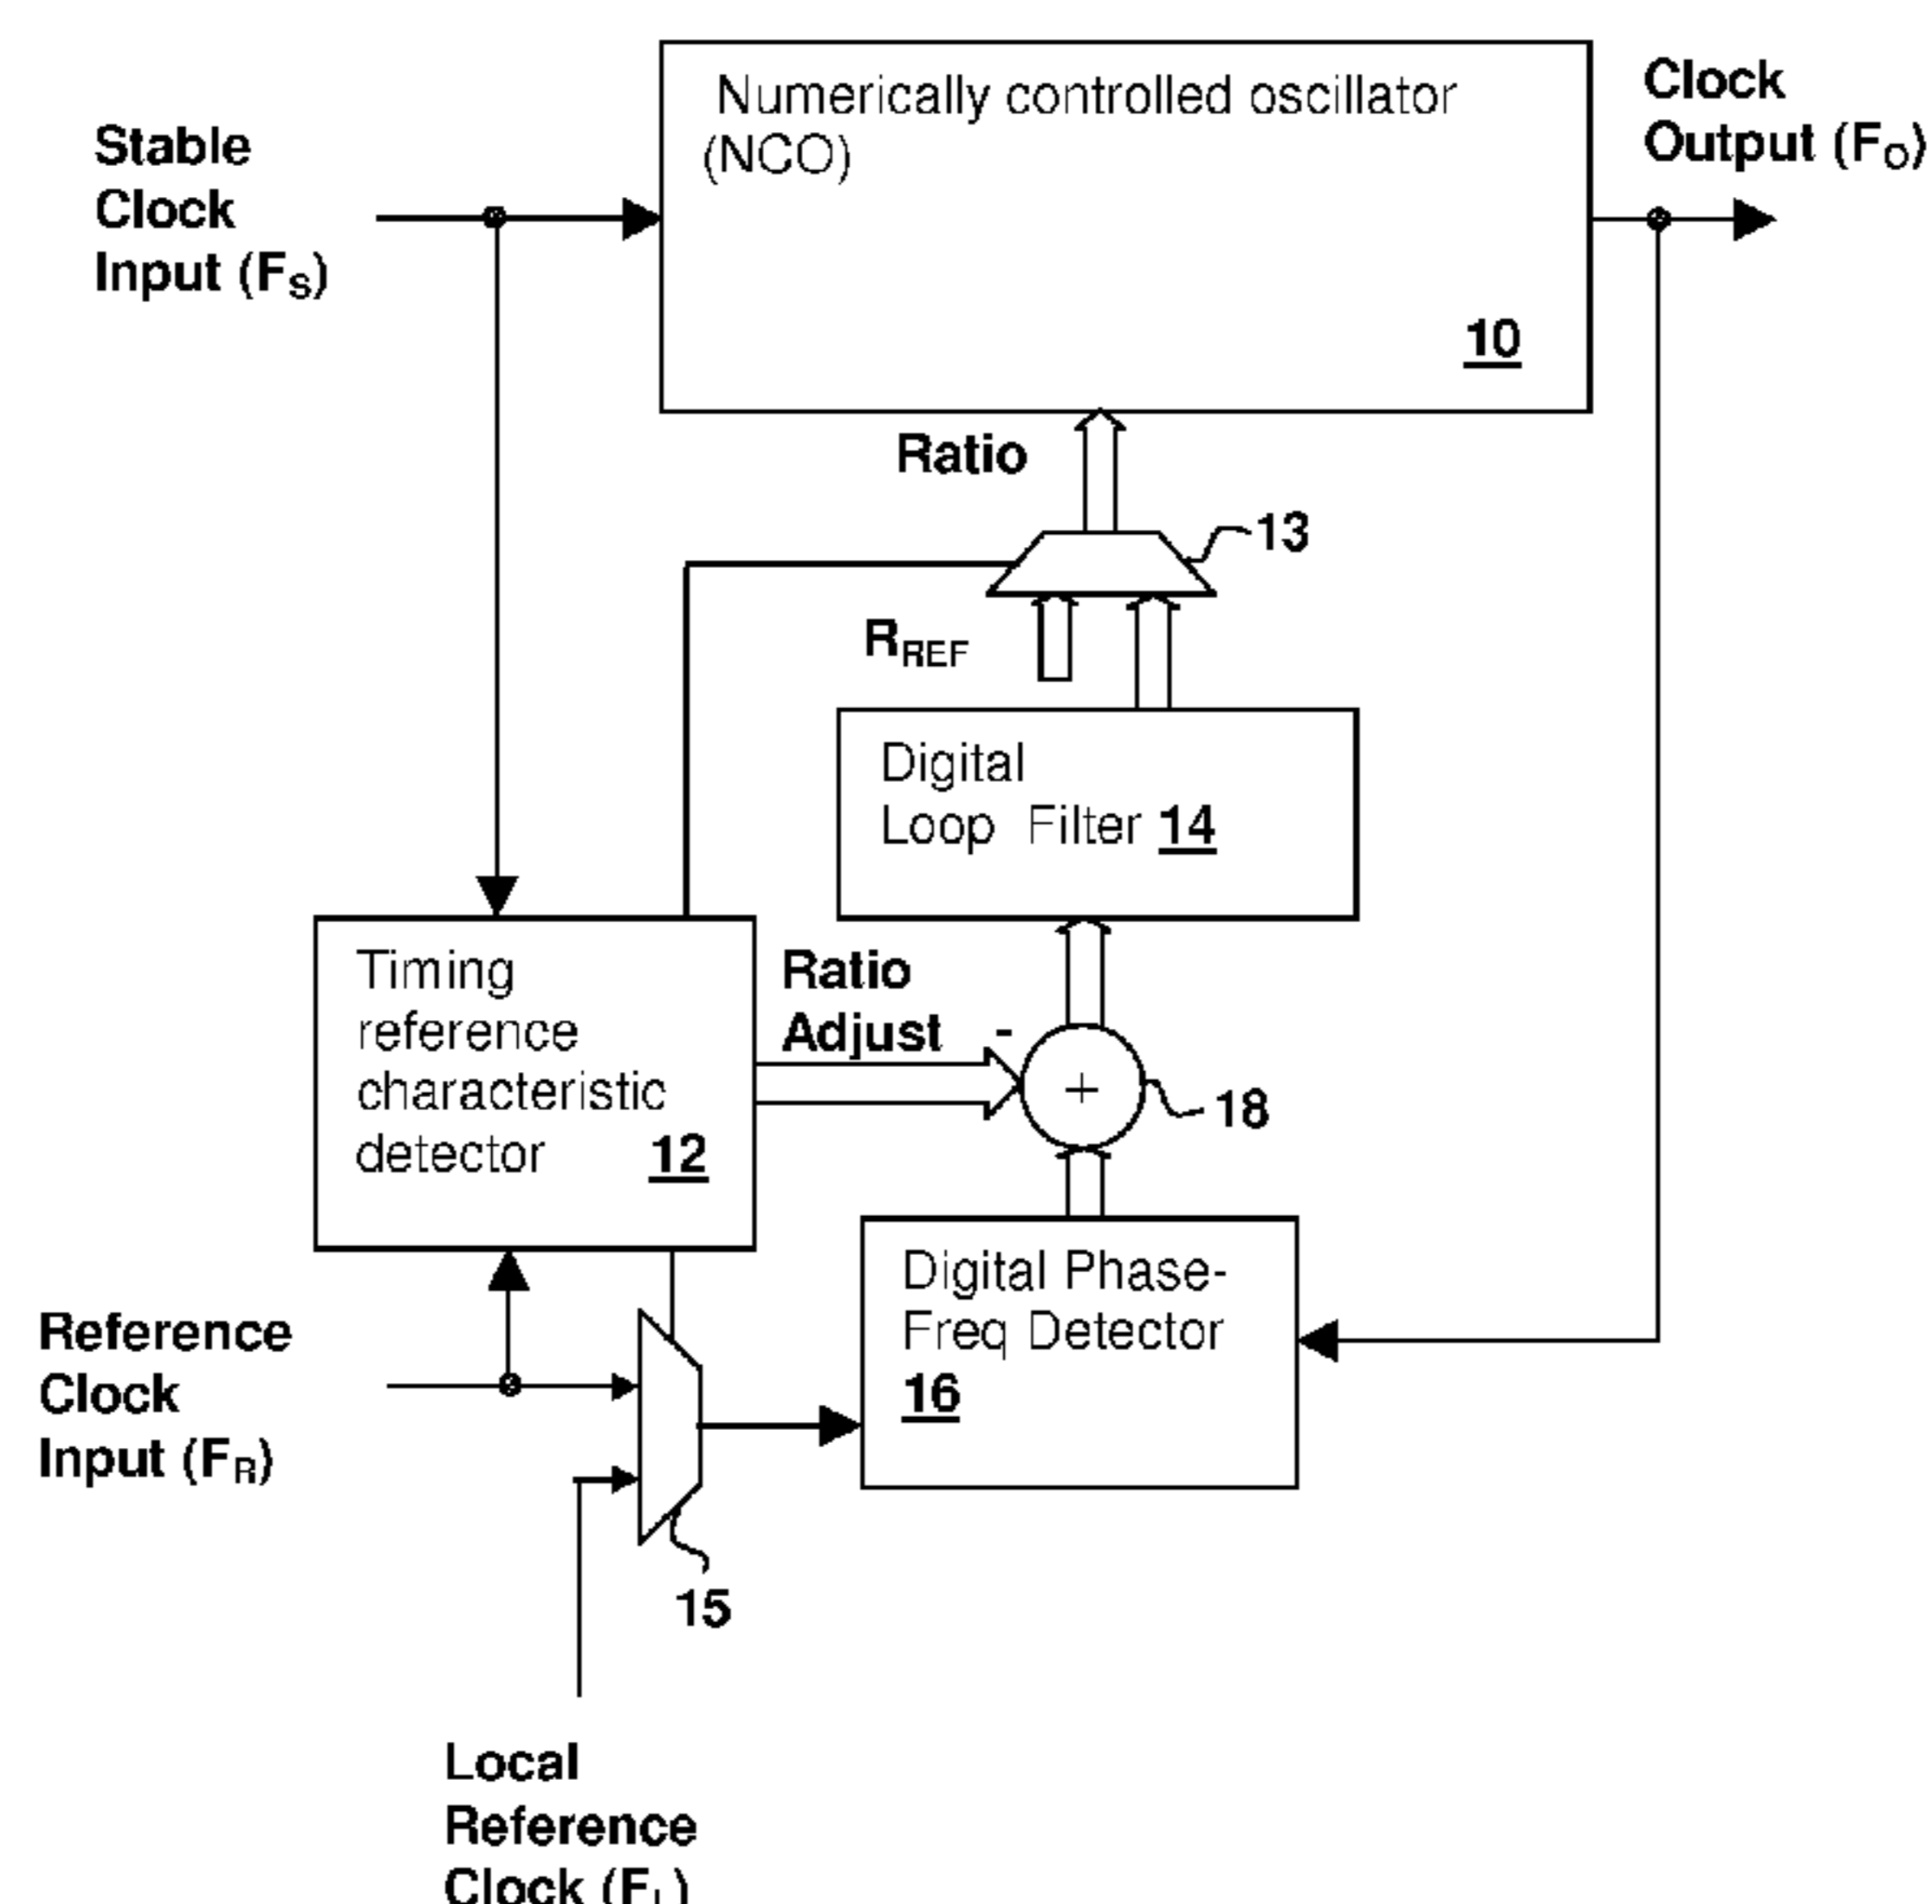 Numerically controlled oscillator
(NCO)
10
Clock
Output (FO)
Stable
Clock
Input (FS)
Ratio
13
RREF
Digital
Loop Filter 14
Timing
reference
characteristic
detector 12
Ratio
Adjust -
+
18
Digital Phase-
Freq Detector
16
Reference
Clock
Input (FR)
15
Local
Reference
Clock (FL)